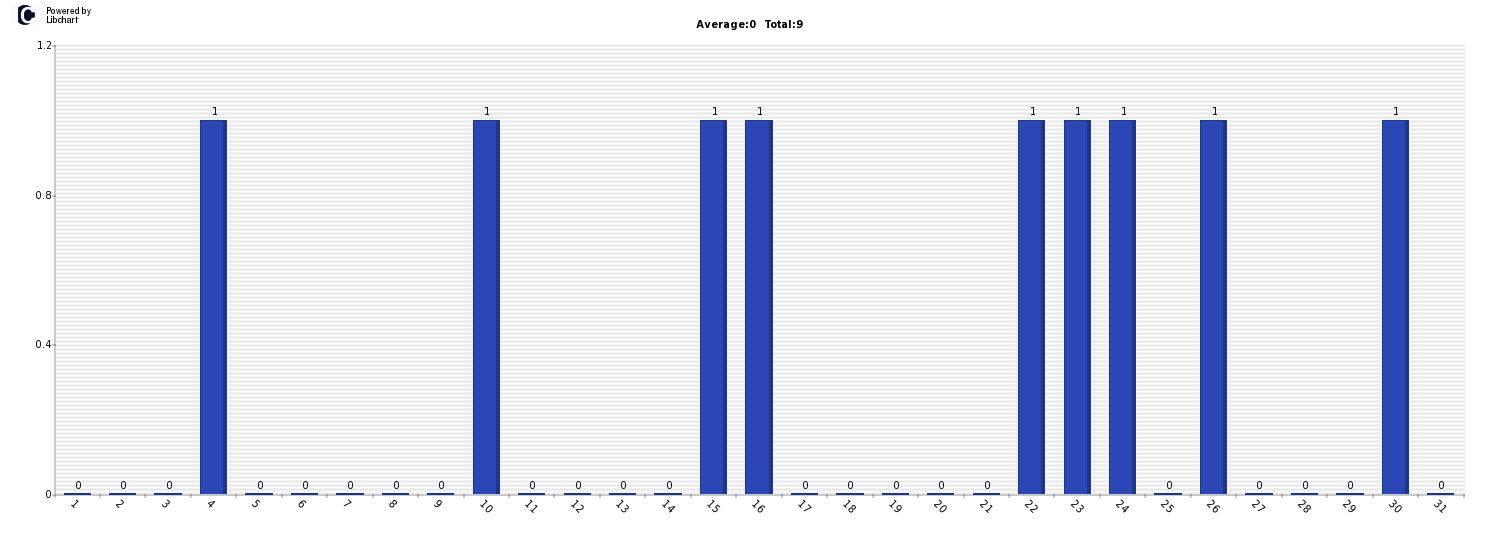 Powered by
Libchart
Average:0 Total:9
1.2
1 1 1 1 1 1 1 1 1
0.8
0.4
0 0 0 0 0 0 0 0 0 0 0 0 0 0 0 0 0 0 0 0 0 0
0
1 2 3 4 5 6 7 8 9 10 11 12 13 14 15 16 17 18 19 20 21 22 23 24 25 26 27 28 29 30 31